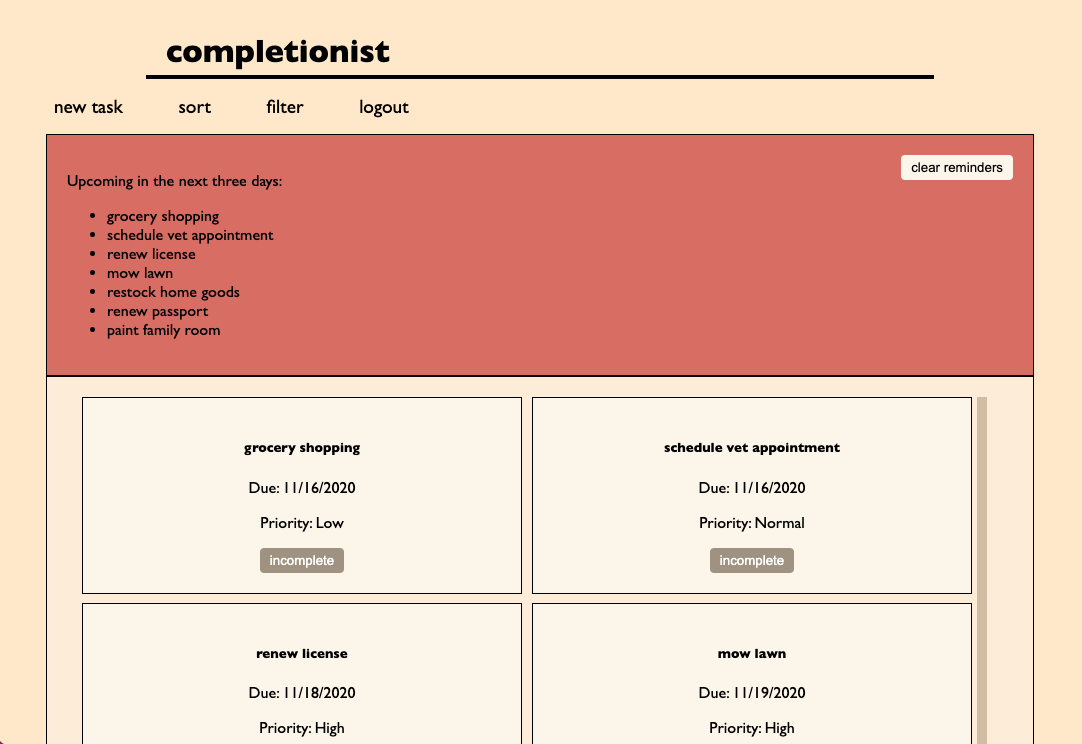 completionist
new task sort filter logout
clear reminders
Upcoming in the next three days:
grocery shopping
schedule vet appointment
renew license
mow lawn
restock home goods
renew passport
paint family room
grocery shopping
Due: 11/16/2020
Priority: Low
incomplete
schedule vet appointment
Due: 11/16/2020
Priority: Normal
incomplete
renew license
Due: 11/18/2020
Priority: High
mow lawn
Due: 11/19/2020
Priority: High